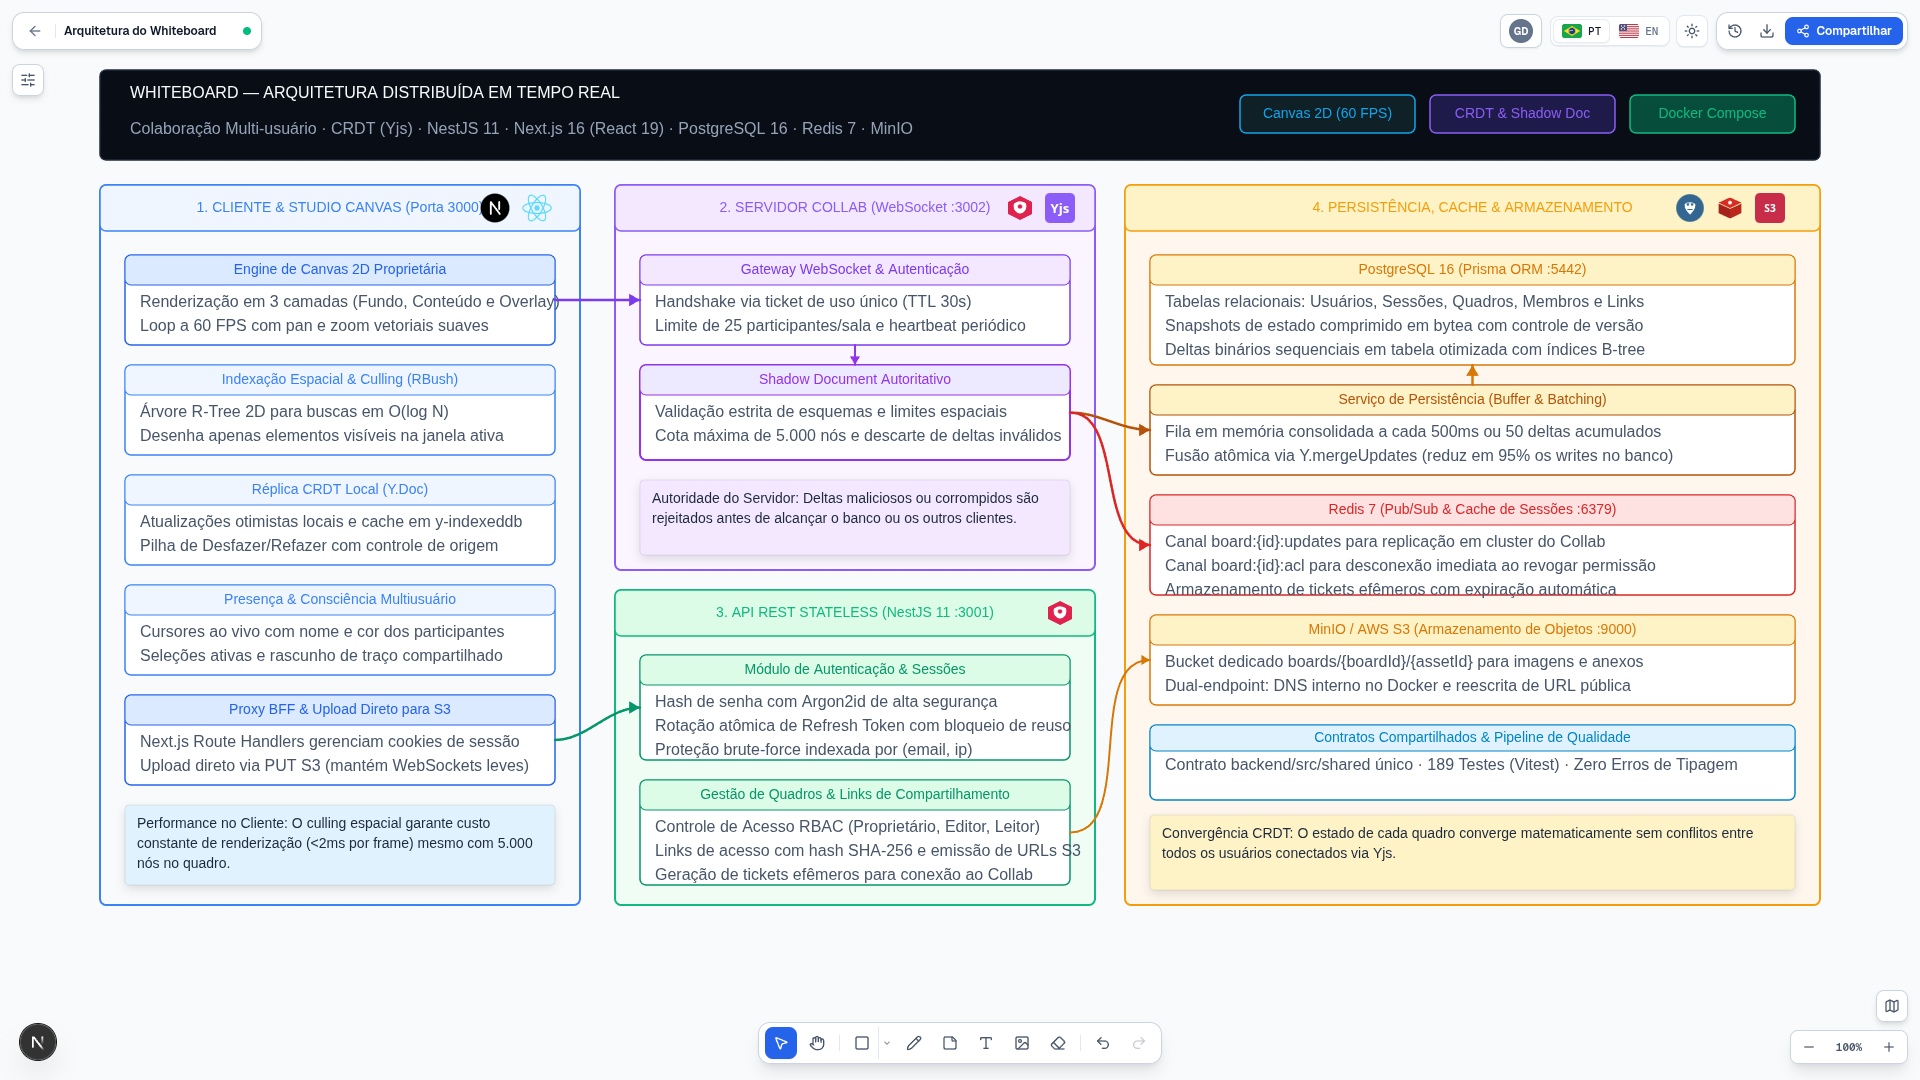 Arquitetura do Whiteboard
GD
PT
EN
Compartilhar
WHITEBOARD — ARQUITETURA DISTRIBUÍDA EM TEMPO REAL
Colaboração Multi-usuário · CRDT (Yjs) · NestJS 11 · Next.js 16 (React 19) · PostgreSQL 16 · Redis 7 · MinIO
Canvas 2D (60 FPS)
CRDT & Shadow Doc
Docker Compose
1. CLIENTE & STUDIO CANVAS (Porta 3000)
N
Engine de Canvas 2D Proprietária
Renderização em 3 camadas (Fundo, Conteúdo e Overlay)
Loop a 60 FPS com pan e zoom vetoriais suaves
Indexação Espacial & Culling (RBush)
Árvore R-Tree 2D para buscas em O(log N)
Desenha apenas elementos visíveis na janela ativa
Réplica CRDT Local (Y.Doc)
Atualizações otimistas locais e cache em y-indexeddb
Pilha de Desfazer/Refazer com controle de origem
Presença & Consciência Multiusuário
Cursores ao vivo com nome e cor dos participantes
Seleções ativas e rascunho de traço compartilhado
Proxy BFF & Upload Direto para S3
Next.js Route Handlers gerenciam cookies de sessão
Upload direto via PUT S3 (mantém WebSockets leves)
Performance no Cliente: O culling espacial garante custo
constante de renderização (<2ms por frame) mesmo com 5.000
nós no quadro.
2. SERVIDOR COLLAB (WebSocket :3002)
Yjs
Gateway WebSocket & Autenticação
Handshake via ticket de uso único (TTL 30s)
Limite de 25 participantes/sala e heartbeat periódico
Shadow Document Autoritativo
Validação estrita de esquemas e limites espaciais
Cota máxima de 5.000 nós e descarte de deltas inválidos
Autoridade do Servidor: Deltas maliciosos ou corrompidos são
rejeitados antes de alcançar o banco ou os outros clientes.
3. API REST STATELESS (NestJS 11 :3001)
Módulo de Autenticação & Sessões
Hash de senha com Argon2id de alta segurança
Rotação atômica de Refresh Token com bloqueio de reuso
Proteção brute-force indexada por (email, ip)
Gestão de Quadros & Links de Compartilhamento
Controle de Acesso RBAC (Proprietário, Editor, Leitor)
Links de acesso com hash SHA-256 e emissão de URLs S3
Geração de tickets efêmeros para conexão ao Collab
4. PERSISTÊNCIA, CACHE & ARMAZENAMENTO
S3
PostgreSQL 16 (Prisma ORM :5442)
Tabelas relacionais: Usuários, Sessões, Quadros, Membros e Links
Snapshots de estado comprimido em bytea com controle de versão
Deltas binários sequenciais em tabela otimizada com índices B-tree
Serviço de Persistência (Buffer & Batching)
Fila em memória consolidada a cada 500ms ou 50 deltas acumulados
Fusão atômica via Y.mergeUpdates (reduz em 95% os writes no banco)
Redis 7 (Pub/Sub & Cache de Sessões :6379)
Canal board:{id}:updates para replicação em cluster do Collab
Canal board:{id}:acl para desconexão imediata ao revogar permissão
Armazenamento de tickets efêmeros com expiração automática
MinIO / AWS S3 (Armazenamento de Objetos :9000)
Bucket dedicado boards/{boardId}/{assetId} para imagens e anexos
Dual-endpoint: DNS interno no Docker e reescrita de URL pública
Contratos Compartilhados & Pipeline de Qualidade
Contrato backend/src/shared único · 189 Testes (Vitest) · Zero Erros de Tipagem
Convergência CRDT: O estado de cada quadro converge matematicamente sem conflitos entre
todos os usuários conectados via Yjs.
N
100%